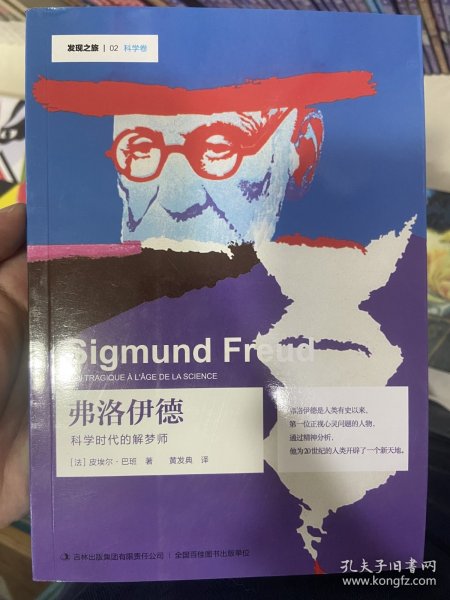 发现之旅 | 02 科学卷
Sigmund Freud
TRAGIQUE À L'ÂGE DE LA SCIENCE
弗洛伊德
科学时代的解梦师
[法] 皮埃尔·巴班 著 黄发典 译
弗洛伊德是人类有史以来,
第一位正视心灵问题的人物,
通过精神分析,
他为20世纪的人类开辟了一个新天地。
吉林出版集团有限责任公司 | 全国百佳图书出版单位
孔夫子旧书网
www.kongfz.com